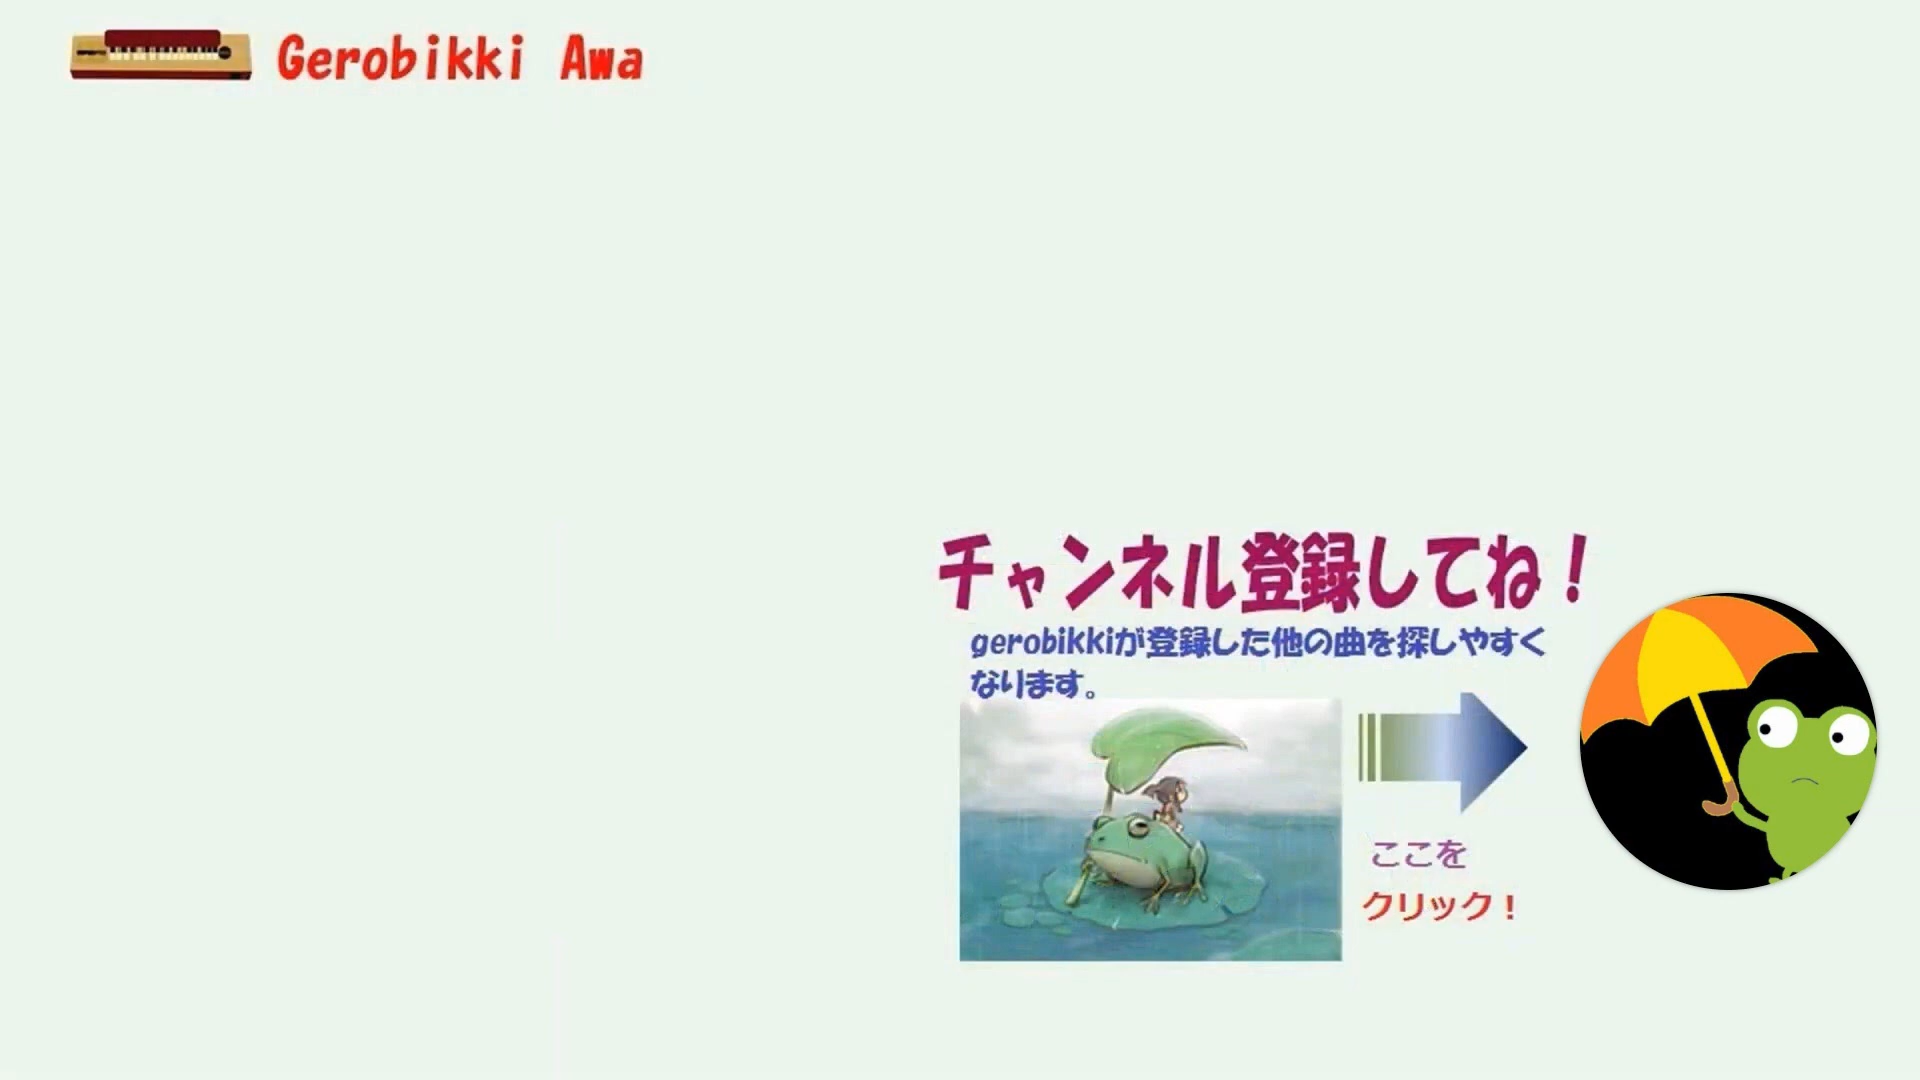 Gerobikki Awa
チャンネル登録してね！
gerobikkiが登録した他の曲を探しやすく
なります。
ここを
クリック！